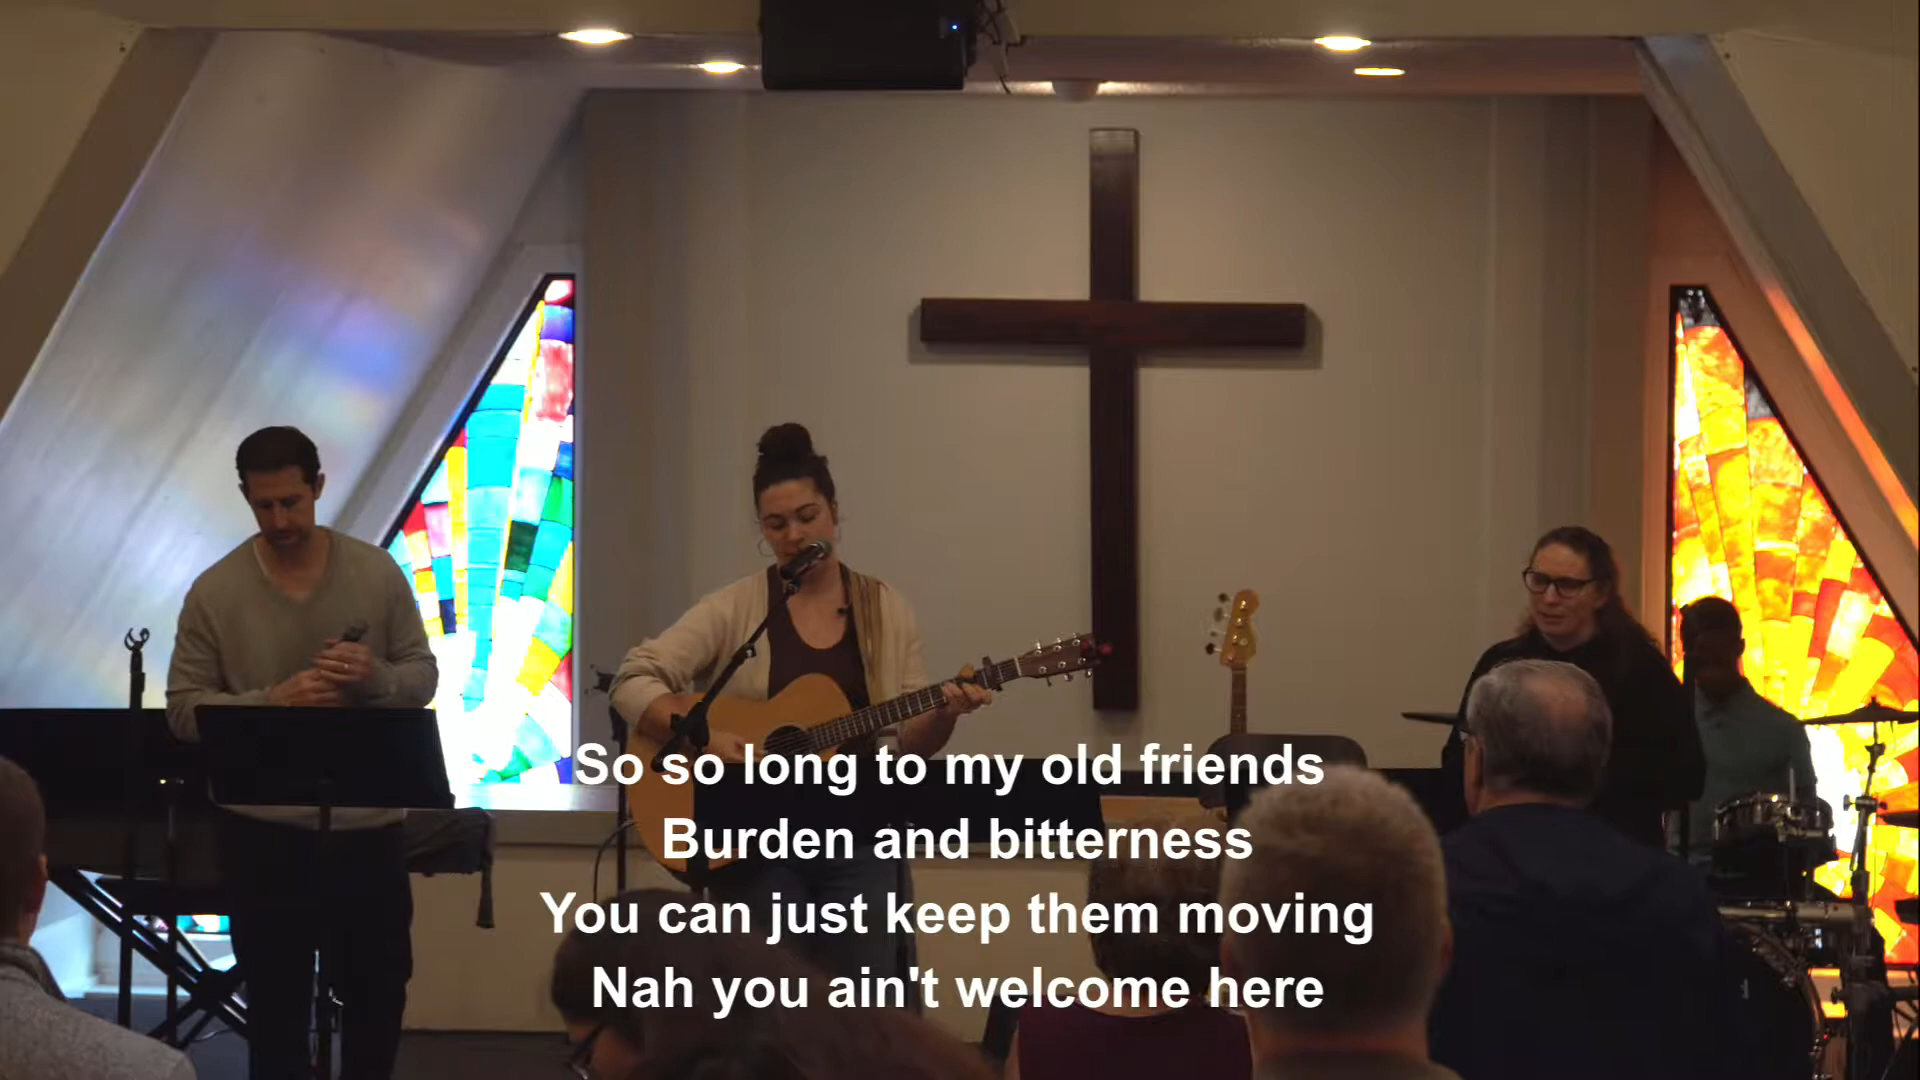 So so long to my old friends
Burden and bitterness
You can just keep them moving
Nah you ain't welcome here